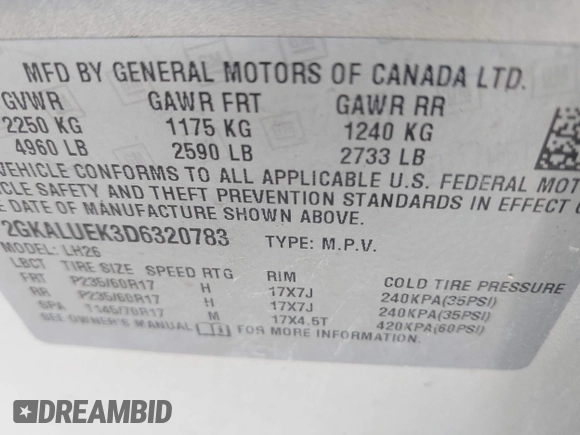 MFD BY GENERAL MOTORS OF CANADA LTD.
GVWR GAWR FRT GAWR RR
2250 KG 1175 KG 1240 KG
4960 LB 2590 LB 2733 LB
VEHICLE CONFORMS TO ALL APPLICABLE U.S. FEDERAL MOT
CLE SAFETY AND THEFT PREVENTION STANDARDS IN EFFECT
E DATE OF MANUFACTURE SHOWN ABOVE.
2GKALUEK3D6320783 TYPE: M.P.V.
MODEL: LH26
LBCT TIRE SIZE SPEED RTG RIM COLD TIRE PRESSURE
FRT P235/60R17 H 17X7J 240KPA(35PSI)
RR P235/60R17 H 17X7J 240KPA(35PSI)
SPA T145/70R17 M 17X4.5T 420KPA(60PSI)
SEE OWNER'S MANUAL FOR MORE INFORMATION.
DREAMBID